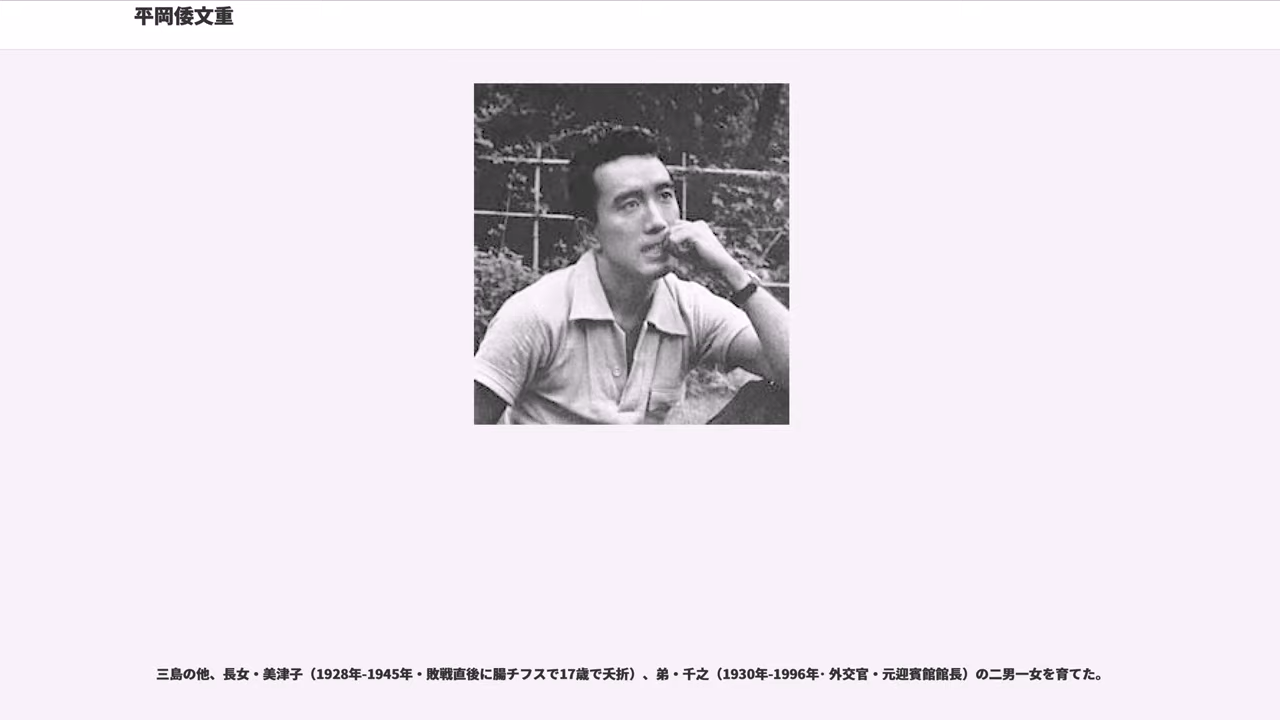 平岡倭文重
三島の他、長女・美津子（1928年-1945年・敗戦直後に腸チフスで17歳で夭折）、弟・千之（1930年-1996年· 外交官・元迎賓館館長）の二男一女を育てた。